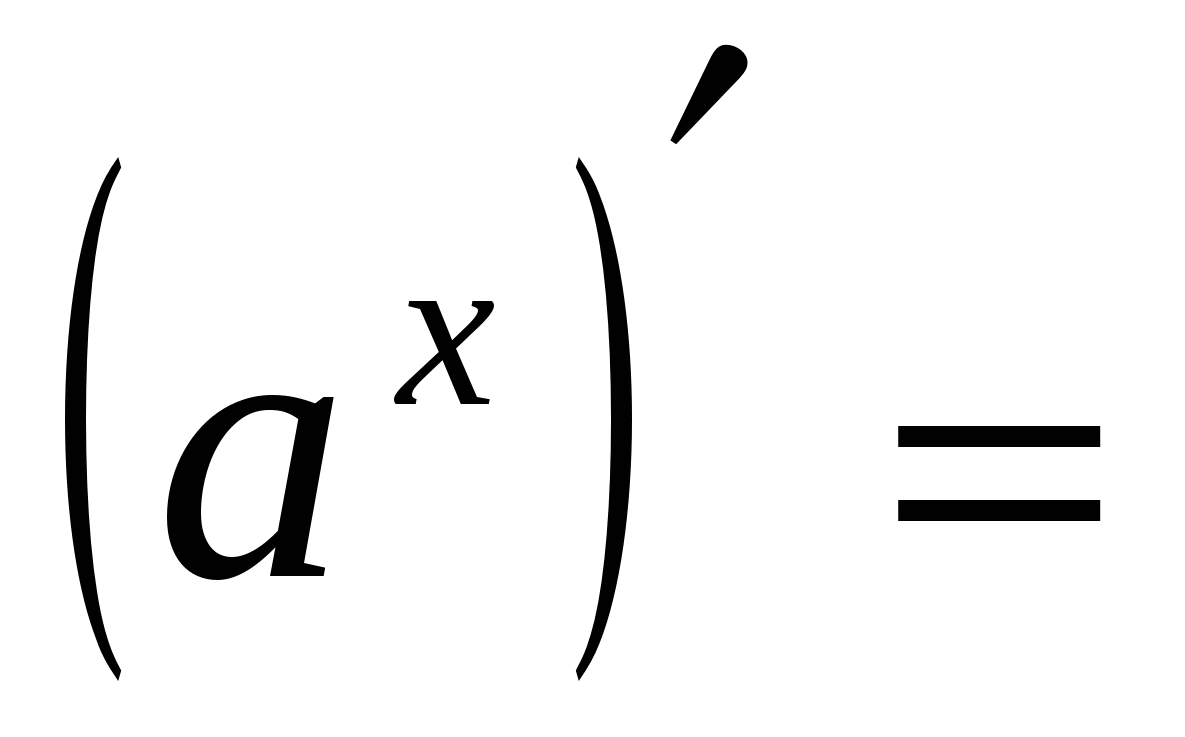 (a^x)′ =